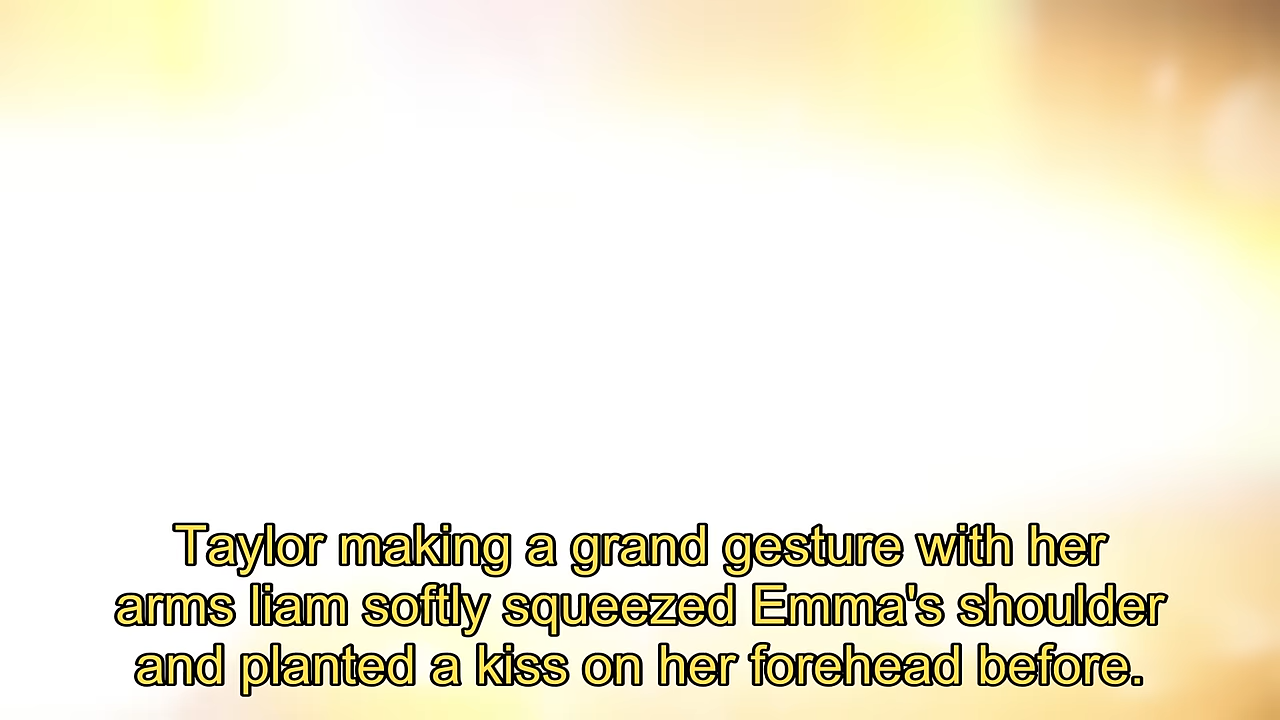 Taylor making a grand gesture with her
arms liam softly squeezed Emma's shoulder
and planted a kiss on her forehead before.